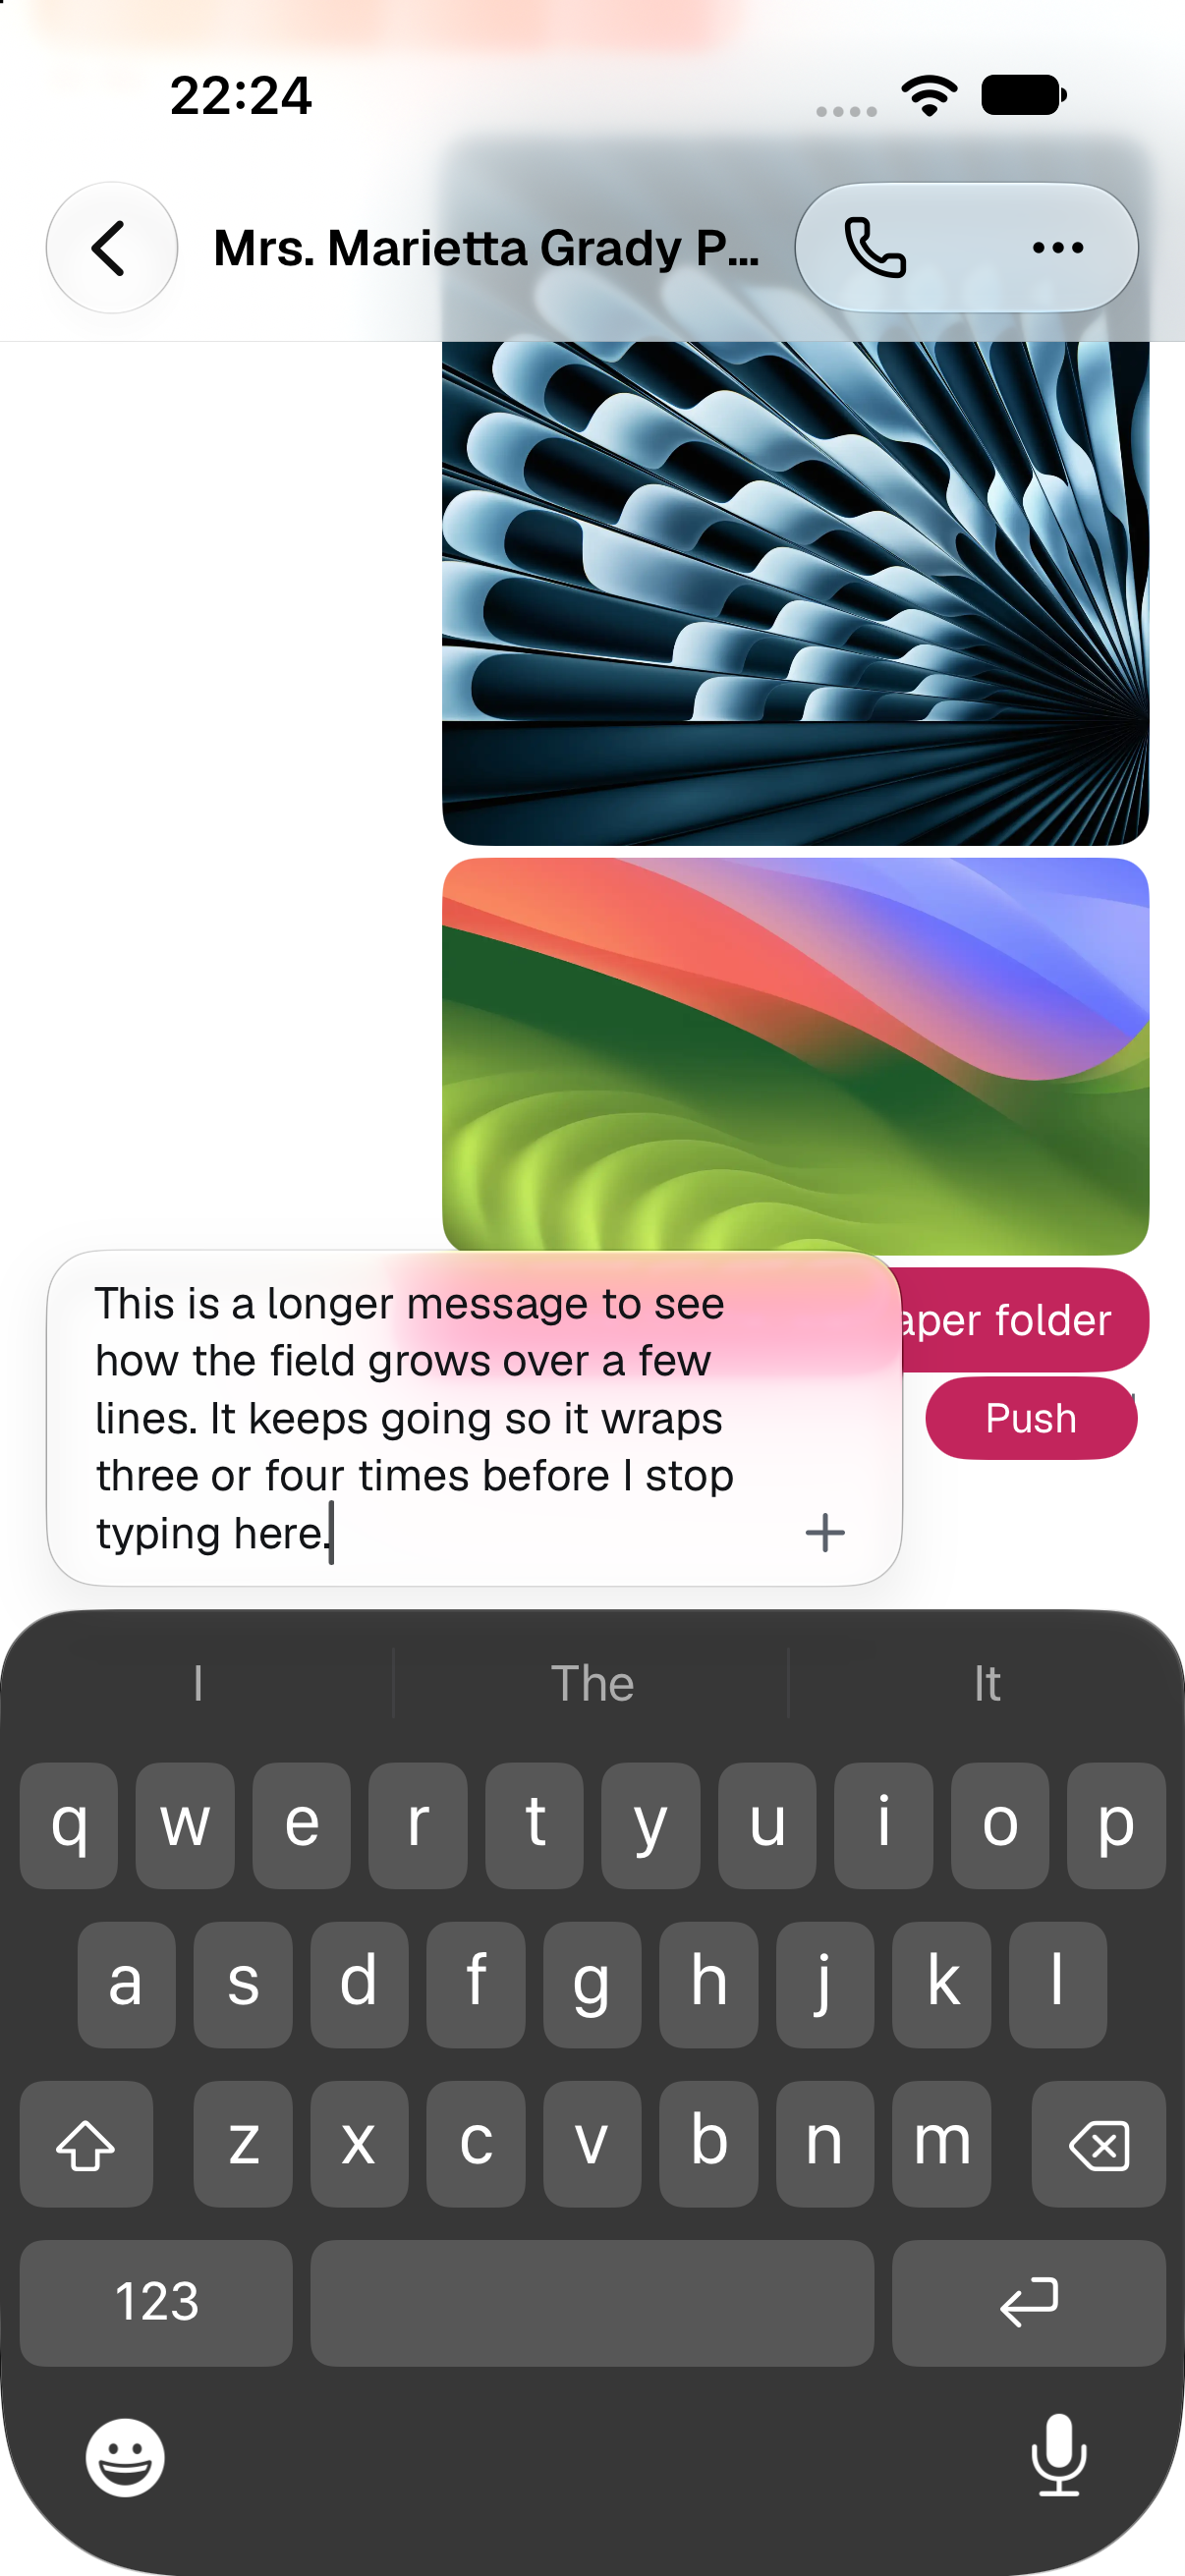 22:24
Mrs. Marietta Grady P...
aper folder
Push
This is a longer message to see
how the field grows over a few
lines. It keeps going so it wraps
three or four times before I stop
typing here.
I The It
q w e r t y u i o p
a s d f g h j k l
z x c v b n m
123